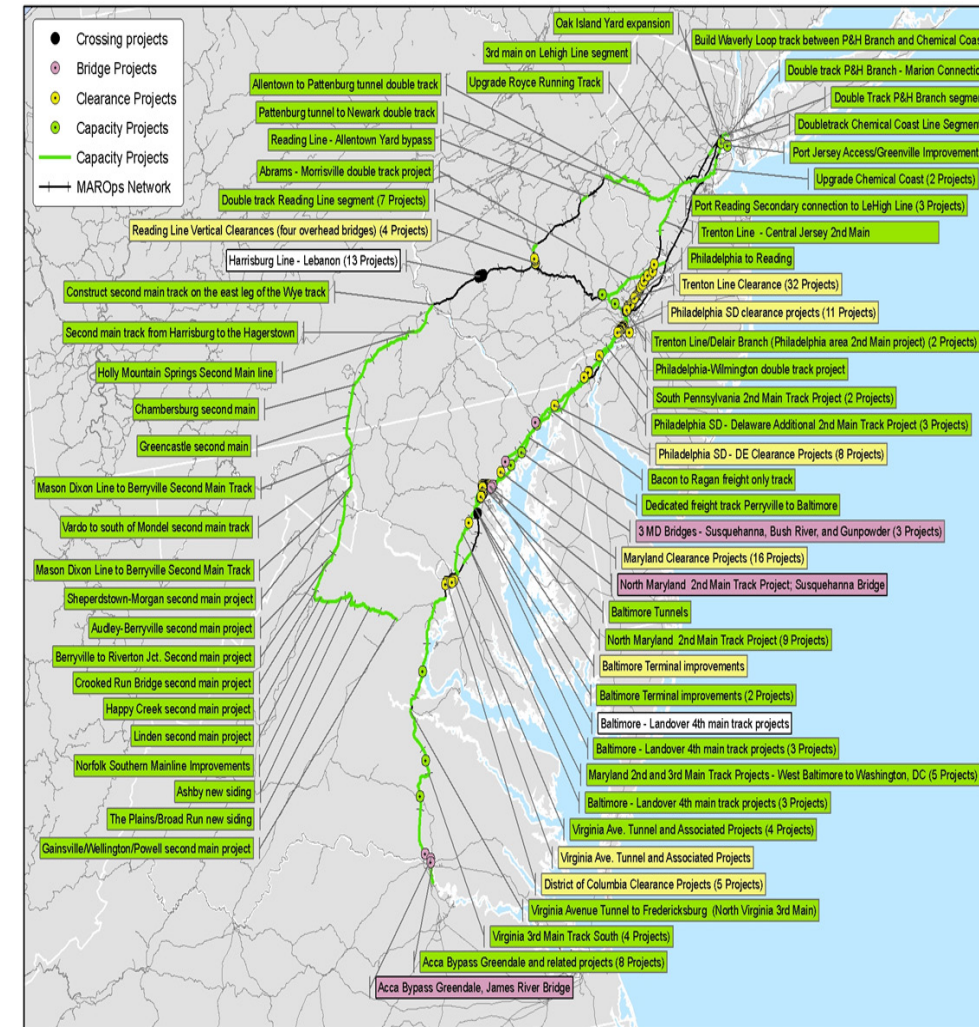 Crossing projects
Bridge Projects
Clearance Projects
Capacity Projects
Capacity Projects
MAROps Network
Oak Island Yard expansion
3rd main on Lehigh Line segment
Upgrade Royce Running Track
Allentown to Pattenburg tunnel double track
Pattenburg tunnel to Newark double track
Reading Line - Allentown Yard bypass
Abrams - Morrisville double track project
Double track Reading Line segment (7 Projects)
Reading Line Vertical Clearances (four overhead bridges) (4 Projects)
Harrisburg Line - Lebanon (13 Projects)
Construct second main track on the east leg of the Wye track
Second main track from Harrisburg to the Hagerstown
Holly Mountain Springs Second Main line
Chambersburg second main
Greencastle second main
Mason Dixon Line to Berryville Second Main Track
Vardo to south of Mondel second main track
Mason Dixon Line to Berryville Second Main Track
Sheperdstown-Morgan second main project
Audley-Berryville second main project
Berryville to Riverton Jct. Second main project
Crooked Run Bridge second main project
Happy Creek second main project
Linden second main project
Norfolk Southern Mainline Improvements
Ashby new siding
The Plains/Broad Run new siding
Gainsville/Wellington/Powell second main project
Build Waverly Loop track between P&H Branch and Chemical Coas
Double track P&H Branch - Marion Connectio
Double Track P&H Branch segmen
Doubletrack Chemical Coast Line Segmen
Port Jersey Access/Greenville Improvement
Upgrade Chemical Coast (2 Projects)
Port Reading Secondary connection to LeHigh Line (3 Projects)
Trenton Line - Central Jersey 2nd Main
Philadelphia to Reading
Trenton Line Clearance (32 Projects)
Philadelphia SD clearance projects (11 Projects)
Trenton Line/Delair Branch (Philadelphia area 2nd Main project) (2 Projects)
Philadelphia-Wilmington double track project
South Pennsylvania 2nd Main Track Project (2 Projects)
Philadelphia SD - Delaware Additional 2nd Main Track Project (3 Projects)
Philadelphia SD - DE Clearance Projects (8 Projects)
Bacon to Ragan freight only track
Dedicated freight track Perryville to Baltimore
3 MD Bridges - Susquehanna, Bush River, and Gunpowder (3 Projects)
Maryland Clearance Projects (16 Projects)
North Maryland 2nd Main Track Project; Susquehanna Bridge
Baltimore Tunnels
North Maryland 2nd Main Track Project (9 Projects)
Baltimore Terminal improvements
Baltimore Terminal improvements (2 Projects)
Baltimore - Landover 4th main track projects
Baltimore - Landover 4th main track projects (3 Projects)
Maryland 2nd and 3rd Main Track Projects - West Baltimore to Washington, DC (5 Projects)
Baltimore - Landover 4th main track projects (3 Projects)
Virginia Ave. Tunnel and Associated Projects (4 Projects)
Virginia Ave. Tunnel and Associated Projects
District of Columbia Clearance Projects (5 Projects)
Virginia Avenue Tunnel to Fredericksburg (North Virginia 3rd Main)
Virginia 3rd Main Track South (4 Projects)
Acca Bypass Greendale and related projects (8 Projects)
Acca Bypass Greendale, James River Bridge